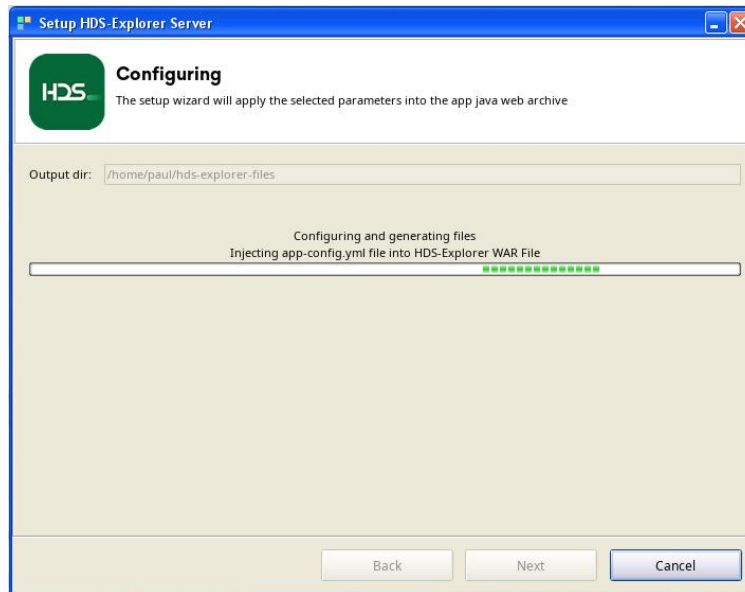 Setup HDS-Explorer Server
HDS
Configuring
The setup wizard will apply the selected parameters into the app java web archive
Output dir: /home/paul/hds-explorer-files
Configuring and generating files
Injecting app-config.yml file into HDS-Explorer WAR File
Back Next Cancel